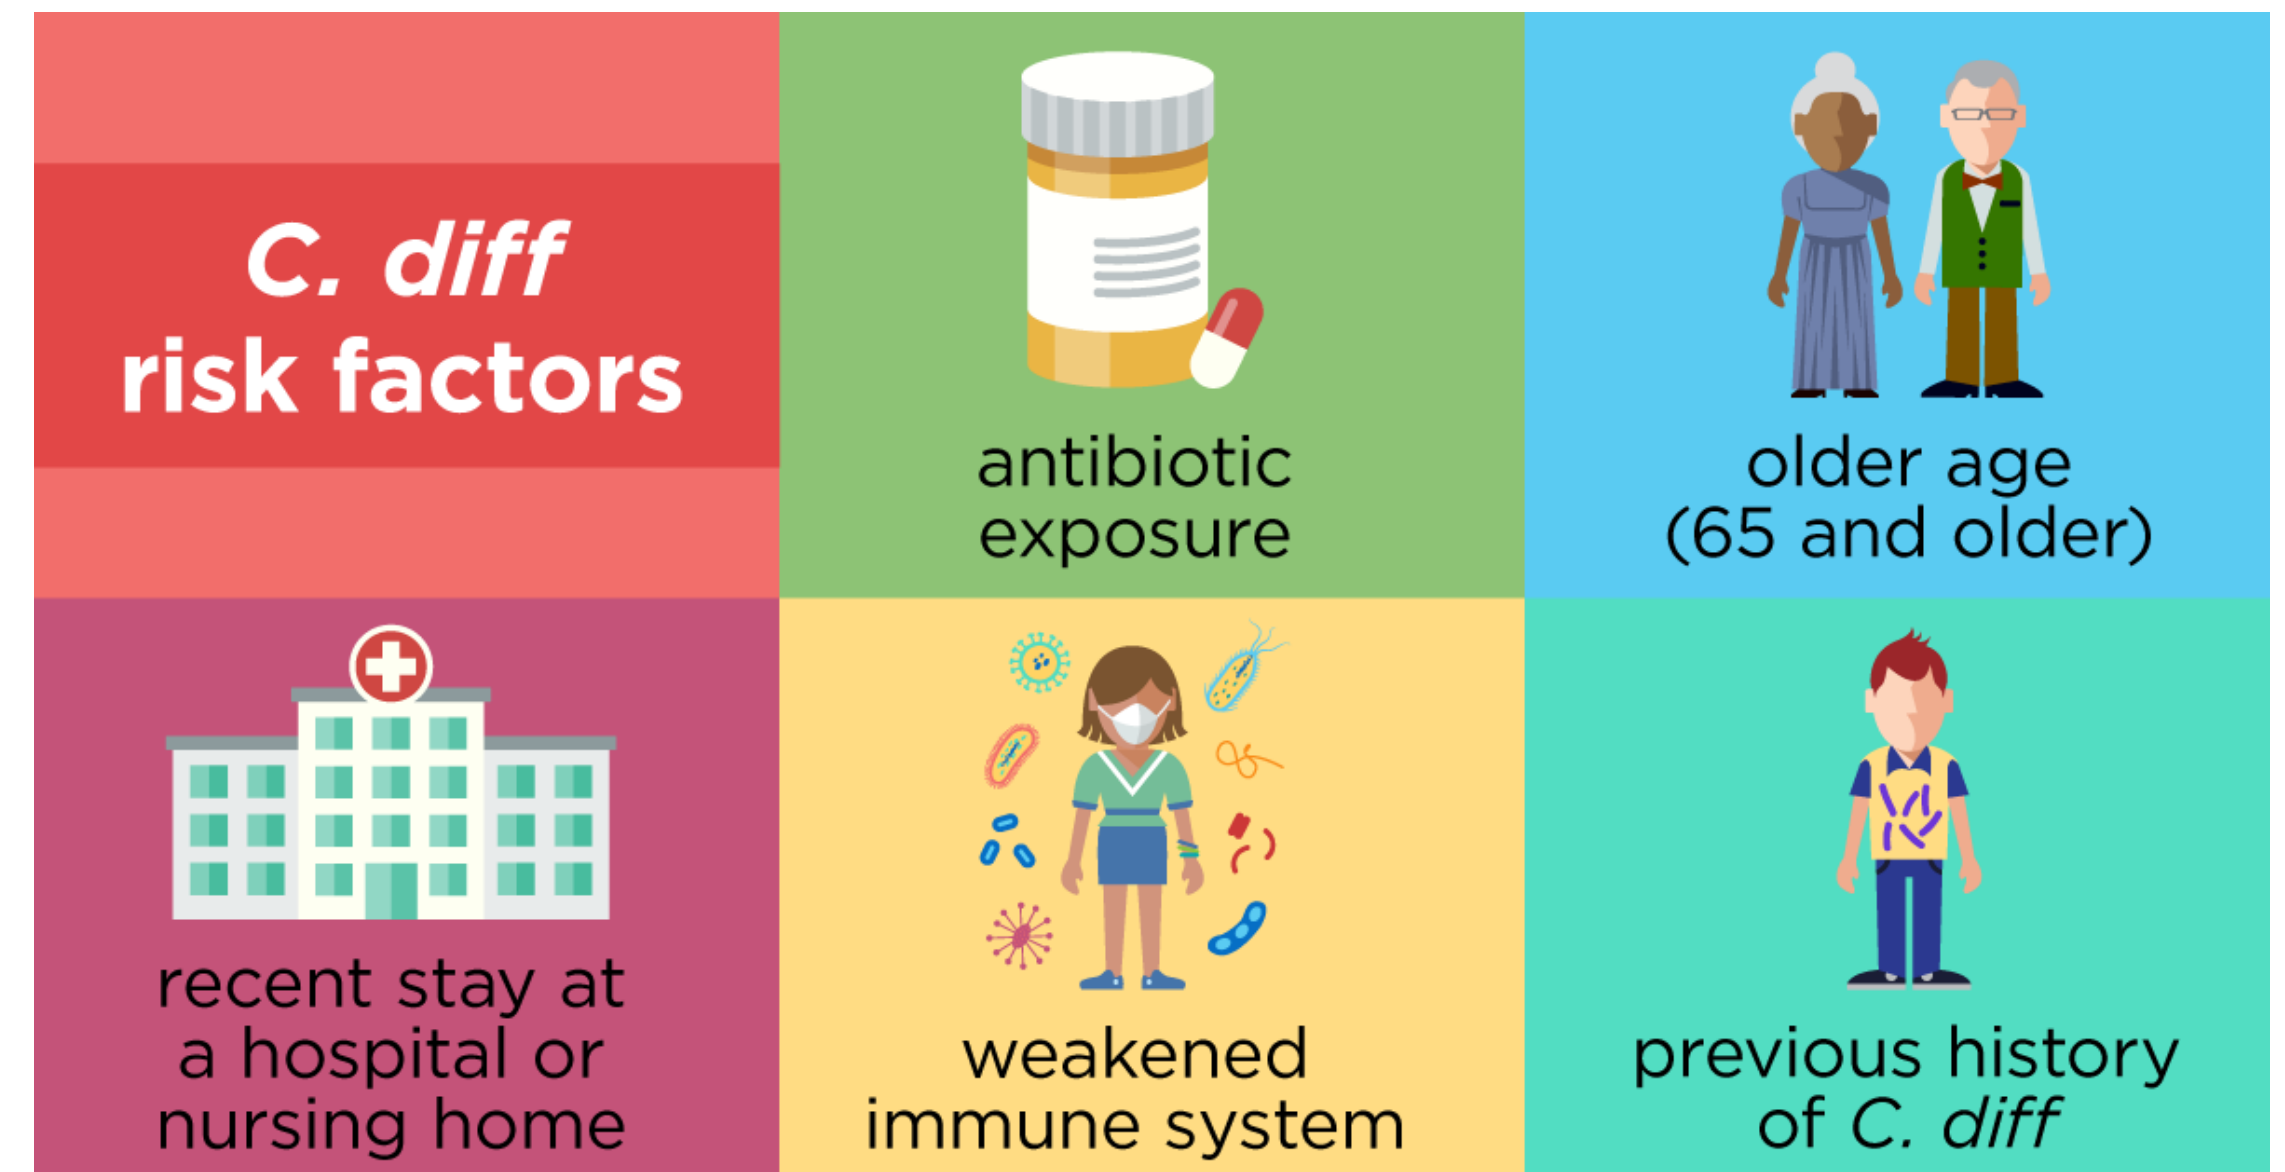 C. diff
risk factors
antibiotic
exposure
older age
(65 and older)
recent stay at
a hospital or
nursing home
weakened
immune system
previous history
of C. diff